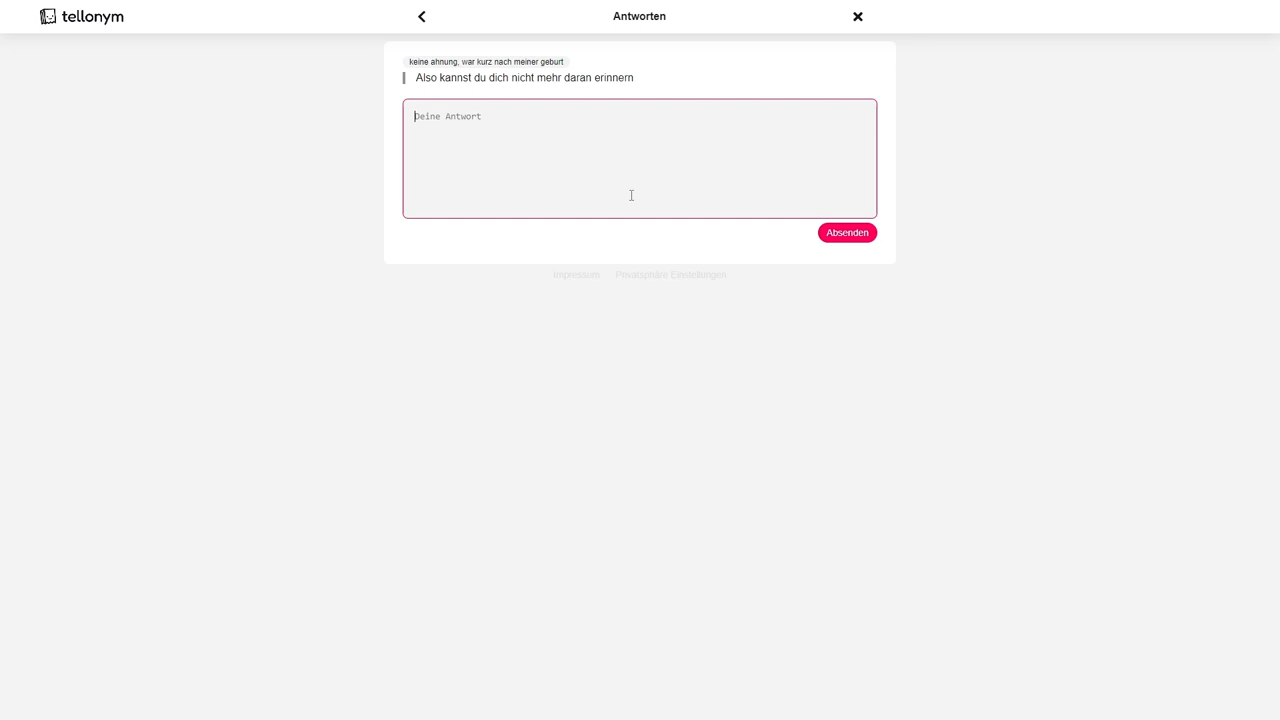 tellonym
Antworten
keine ahnung, war kurz nach meiner geburt
Also kannst du dich nicht mehr daran erinnern
Deine Antwort
Absenden
Impressum Privatsphäre Einstellungen